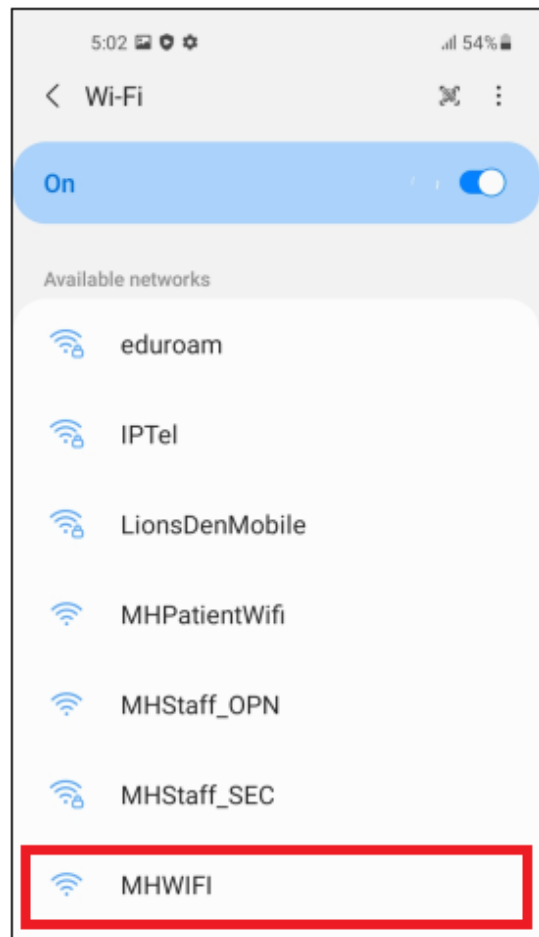 5:02 54%
Wi-Fi
On
Available networks
eduroam
IPTel
LionsDenMobile
MHPatientWifi
MHStaff_OPN
MHStaff_SEC
MHWIFI